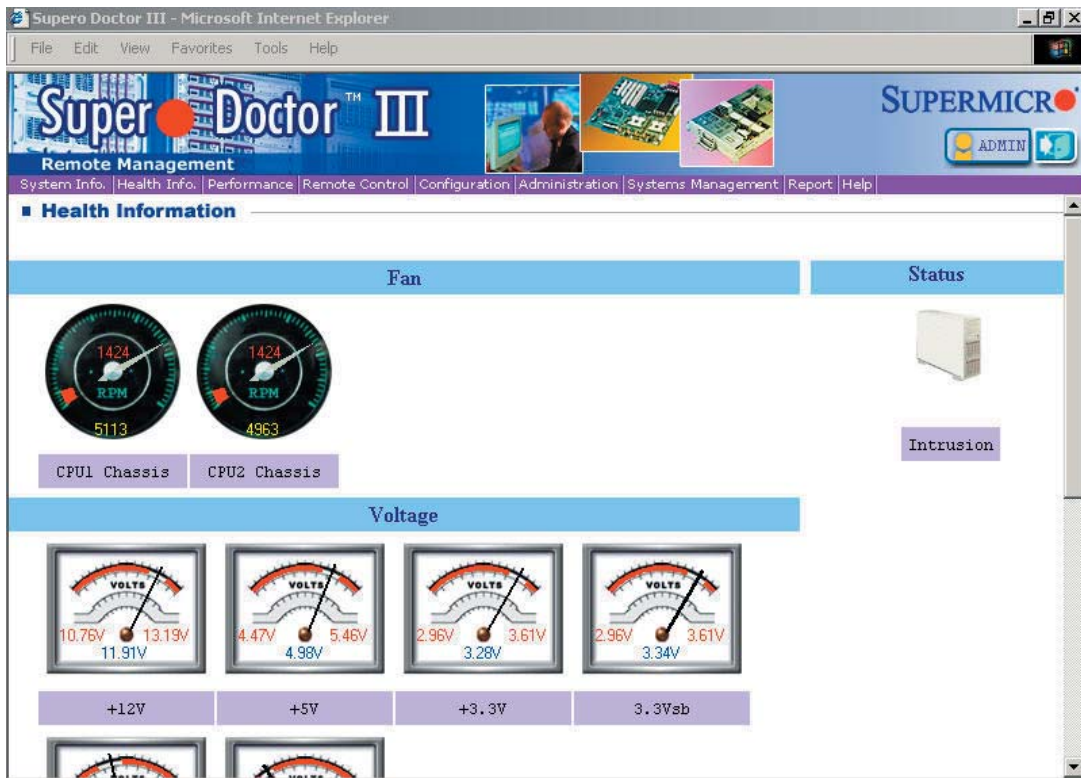 Supero Doctor III - Microsoft Internet Explorer
File Edit View Favorites Tools Help
Super Doctor™ III
SUPERMICRO
Remote Management
ADMIN
System Info. Health Info. Performance Remote Control Configuration Administration Systems Management Report Help
Health Information
Fan
Status
1424
RPM
5113
1424
RPM
4963
CPU1 Chassis
CPU2 Chassis
Intrusion
Voltage
VOLTS
10.76V 13.19V
11.91V
VOLTS
4.47V 5.46V
4.98V
VOLTS
2.96V 3.61V
3.28V
VOLTS
2.96V 3.61V
3.34V
+12V
+5V
+3.3V
3.3Vsb
VOLTS
VOLTS